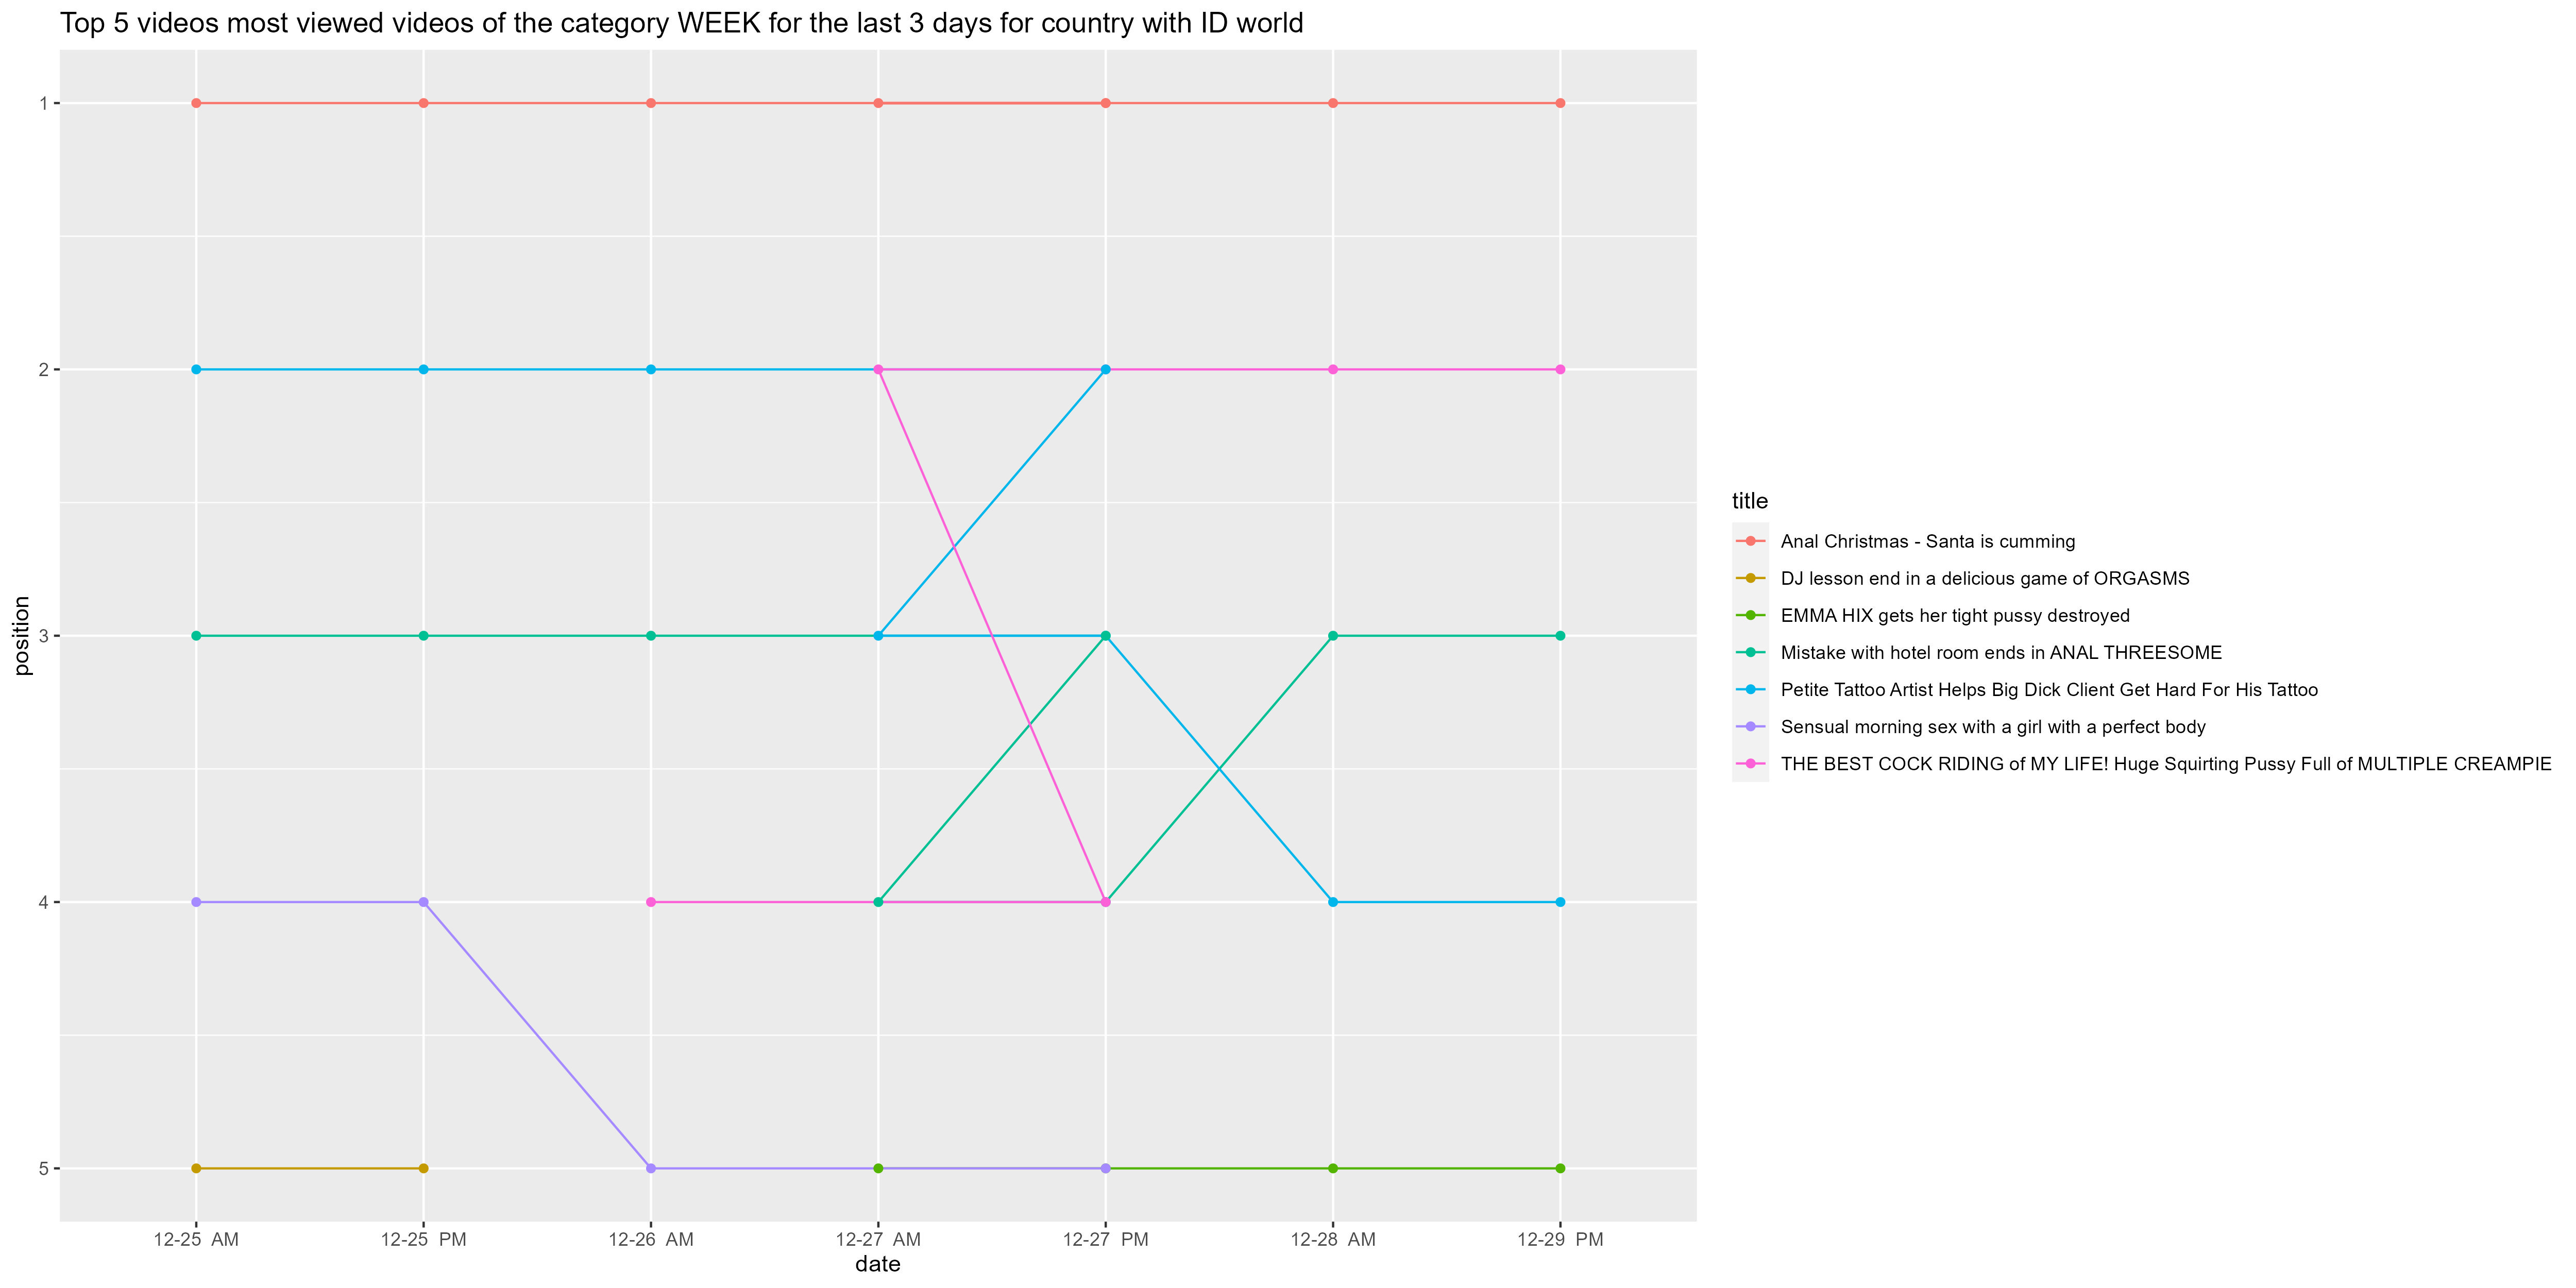 Top 5 videos most viewed videos of the category WEEK for the last 3 days for country with ID world
1
2
3
4
5
position
12-25 AM
12-25 PM
12-26 AM
12-27 AM
12-27 PM
12-28 AM
12-29 PM
date
title
Anal Christmas - Santa is cumming
DJ lesson end in a delicious game of ORGASMS
EMMA HIX gets her tight pussy destroyed
Mistake with hotel room ends in ANAL THREESOME
Petite Tattoo Artist Helps Big Dick Client Get Hard For His Tattoo
Sensual morning sex with a girl with a perfect body
THE BEST COCK RIDING of MY LIFE! Huge Squirting Pussy Full of MULTIPLE CREAMPIE